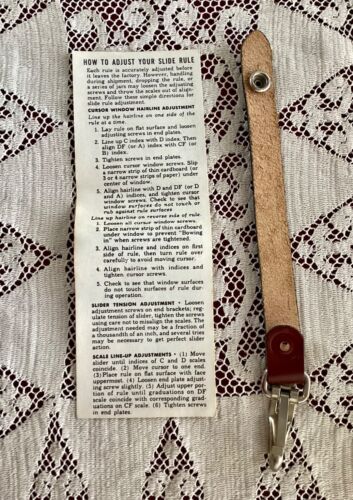 HOW TO ADJUST YOUR SLIDE RULE
Each rule is accurately adjusted before
it leaves the factory. However, handling
during shipment, dropping the rule, or
a series of jars may loosen the adjusting
screws and throw the scales out of align-
ment. Follow these simple directions for
slide rule adjustment.
CURSOR WINDOW HAIRLINE ADJUSTMENT
Line up the hairline on one side of the
rule at a time.
1. Lay rule on flat surface and loosen
adjusting screws in end plates.
2. Line up C index with D index. Then
align DF (or A) index with CF (or
B) index.
3. Tighten screws in end plates.
4. Loosen cursor window screws. Slip
a narrow strip of thin cardboard (or
3 or 4 narrow strips of paper) under
center of window.
5. Align hairline with D and DF (or D
and A) indices, and tighten cursor
window screws. Check to see that
window surfaces do not touch or
rub against rule surfaces
Line up hairline on reverse side of rule.
1. Loosen all cursor window screws.
2. Place narrow strip of thin cardboard
under window to prevent "Bowing
in" when screws are tightened.
3. Align hairline and indices on first
side of rule, then turn rule over
carefully to avoid moving cursor.
4. Align hairline with indices and
tighten cursor screws.
5. Check to see that window surfaces
do not touch surfaces of rule dur-
ing operation.
SLIDER TENSION ADJUSTMENT • Loosen
adjustment screws on end brackets; reg-
ulate tension of slider, tighten the screws
using care not to misalign the scales. The
adjustment needed may be a fraction of
a thousandth of an inch, and several tries
may be necessary to get perfect slider
action.
SCALE LINE-UP ADJUSTMENTS • (1) Move
slider until indices of C and D scales
coincide. (2) Move cursor to one end.
(3) Place rule on flat surface with face
uppermost. (4) Loosen end plate adjust-
ing screws slightly. (5) Adjust upper por-
tion of rule until graduations on DF
scale coincide with corresponding grad-
uations on CF scale. (6) Tighten screws
in end plates.